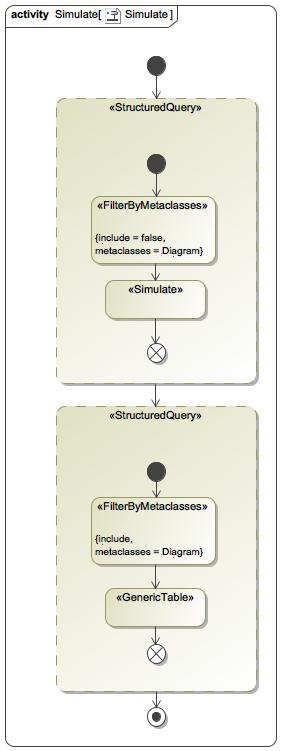 activity Simulate[ Simulate ]
«StructuredQuery»
«FilterByMetaclasses»
{include = false,
metaclasses = Diagram}
«Simulate»
«StructuredQuery»
«FilterByMetaclasses»
{include,
metaclasses = Diagram}
«GenericTable»